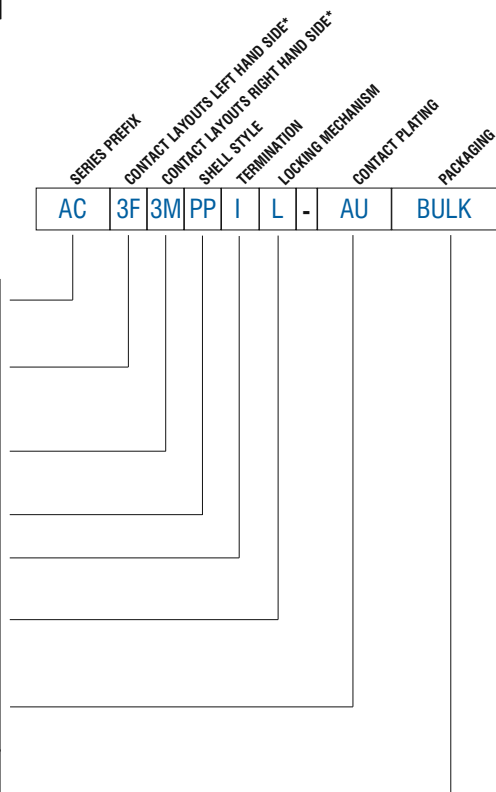 SERIES PREFIX
CONTACT LAYOUTS LEFT HAND SIDE*
CONTACT LAYOUTS RIGHT HAND SIDE*
SHELL STYLE
TERMINATION
LOCKING MECHANISM
CONTACT PLATING
PACKAGING
AC 3F 3M PP I L - AU BULK